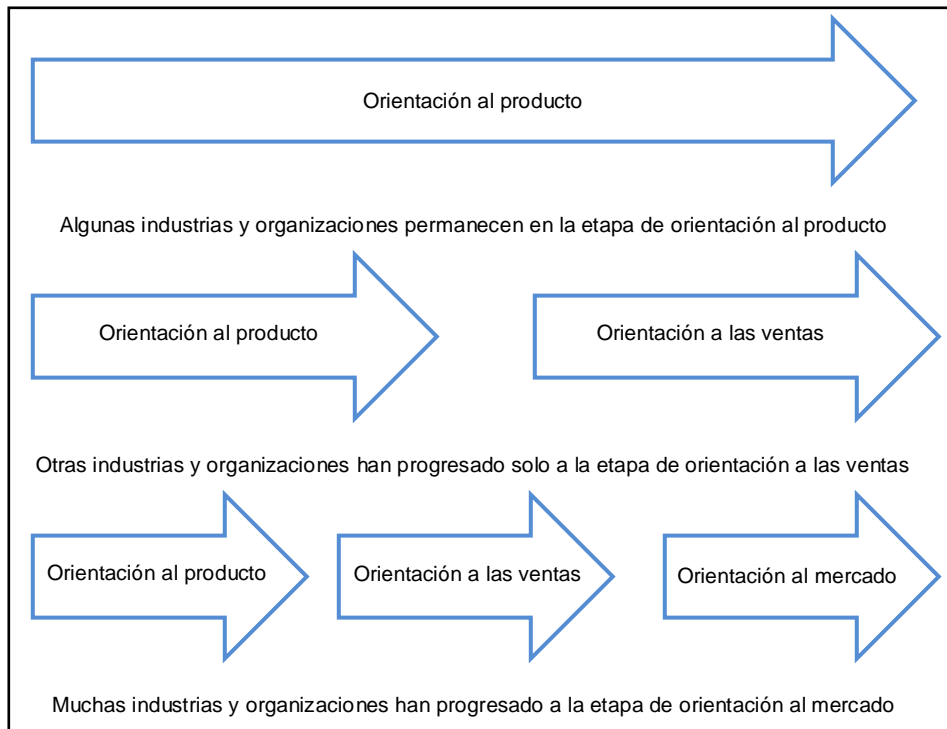 Orientación al producto
Algunas industrias y organizaciones permanecen en la etapa de orientación al producto
Orientación al producto
Orientación a las ventas
Otras industrias y organizaciones han progresado solo a la etapa de orientación a las ventas
Orientación al producto
Orientación a las ventas
Orientación al mercado
Muchas industrias y organizaciones han progresado a la etapa de orientación al mercado